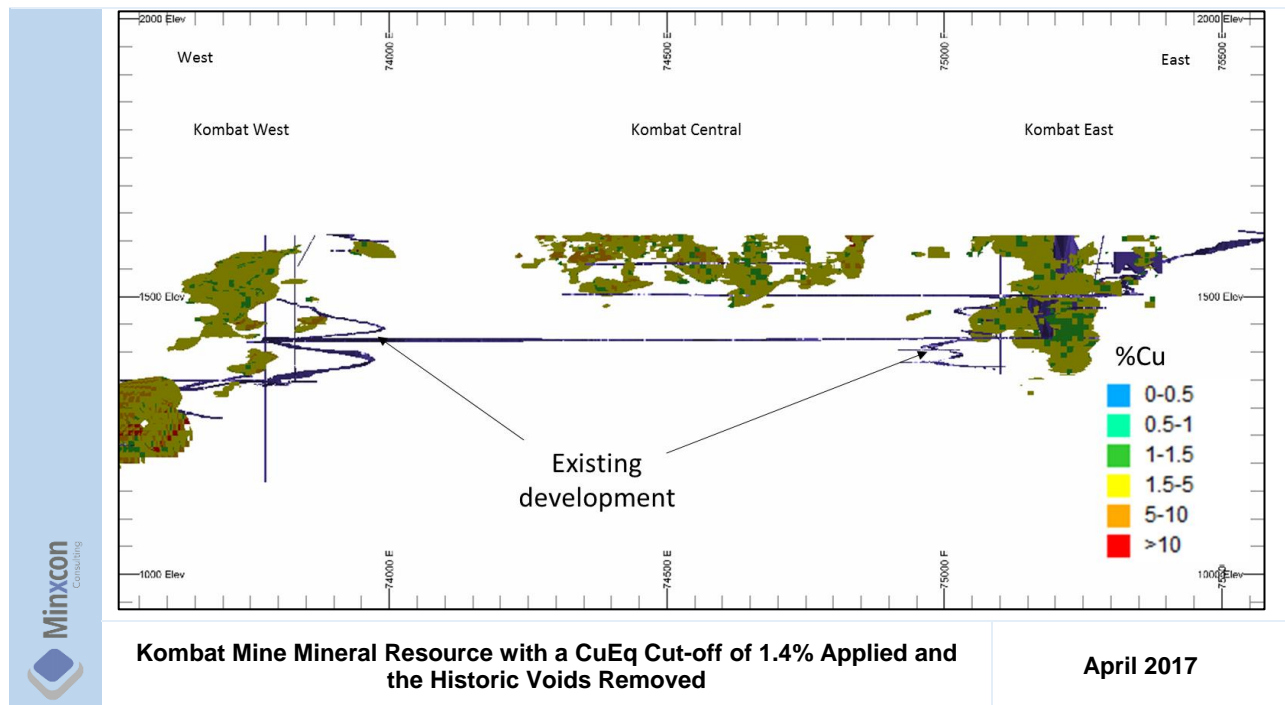 2000 Elev
2000 Elev
74000 E
74500 E
75000 E
75500 E
West
East
Kombat West
Kombat Central
Kombat East
1500 Elev
1500 Elev
%Cu
0-0.5
0.5-1
1-1.5
1.5-5
5-10
>10
Existing
development
74000 E
74500 E
75000 E
1000 Elev
1000 Elev
Minxcon
Consulting
Kombat Mine Mineral Resource with a CuEq Cut-off of 1.4% Applied and
the Historic Voids Removed
April 2017